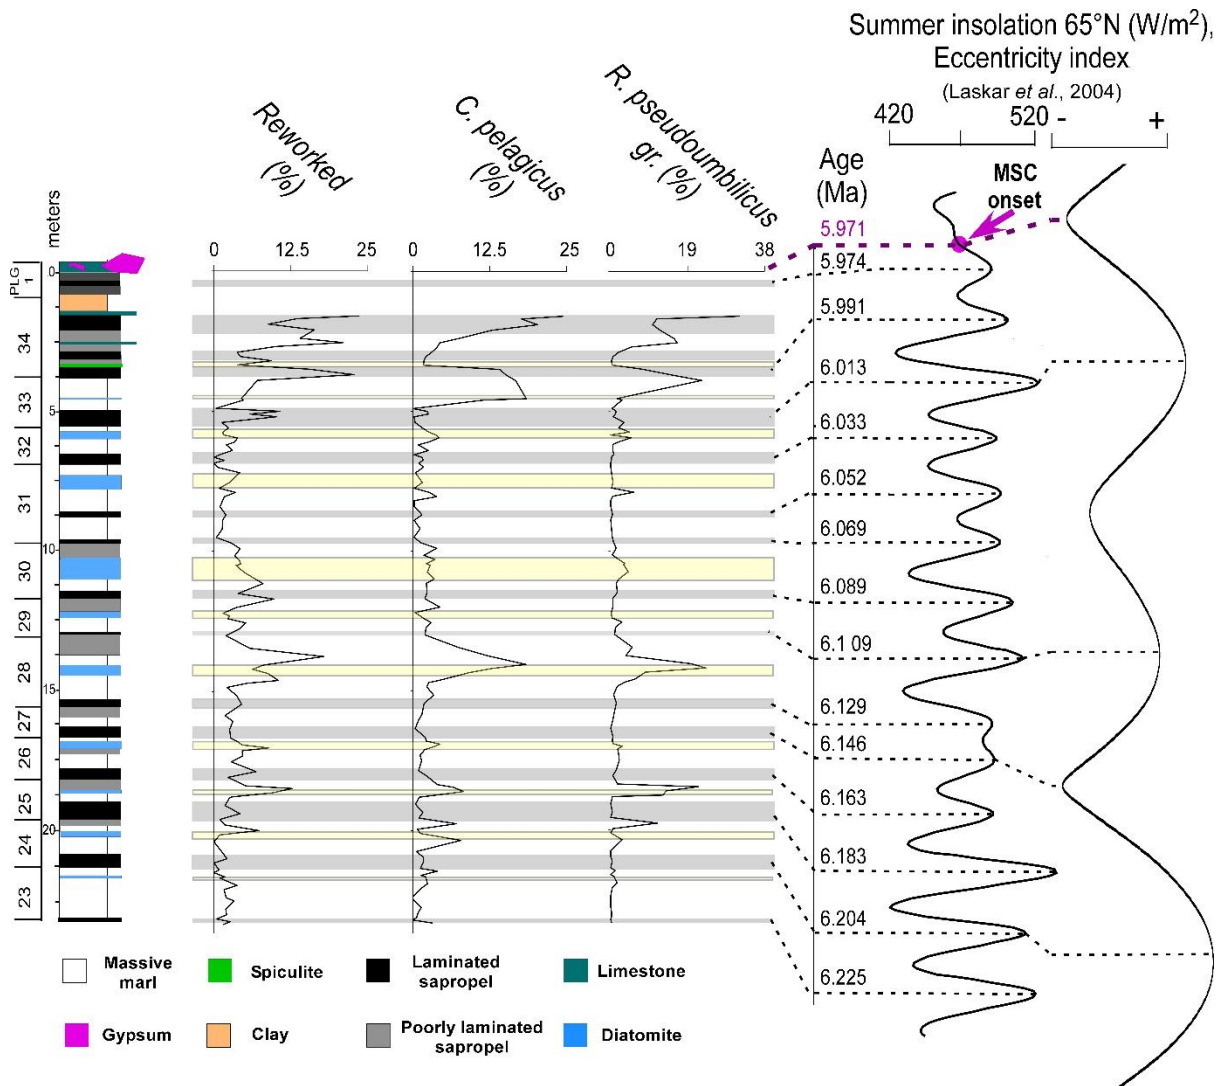 Summer insolation 65°N (W/m²),
Eccentricity index
(Laskar et al., 2004)
420
520
-
+
Reworked
(%)
C. pelagicus
(%)
R. pseudoumbilicus
gr. (%)
Age
(Ma)
MSC
onset
meters
0
12.5
25
0
12.5
25
0
19
38
5.971
5.974
5.991
6.013
6.033
6.052
6.069
6.089
6.1 09
6.129
6.146
6.163
6.183
6.204
6.225
PLG
1
34
33
32
31
30
29
28
27
26
25
24
23
0
5
10
15
20
Massive
marl
Spiculite
Laminated
sapropel
Limestone
Gypsum
Clay
Poorly laminated
sapropel
Diatomite